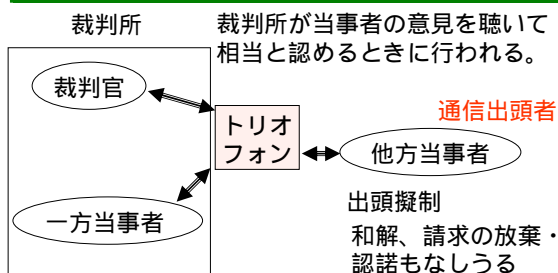 裁判所
裁判所が当事者の意見を聴いて
相当と認めるときに行われる。
裁判官
トリオ
フォン
通信出頭者
他方当事者
一方当事者
出頭擬制
和解、請求の放棄・
認諾もなしうる